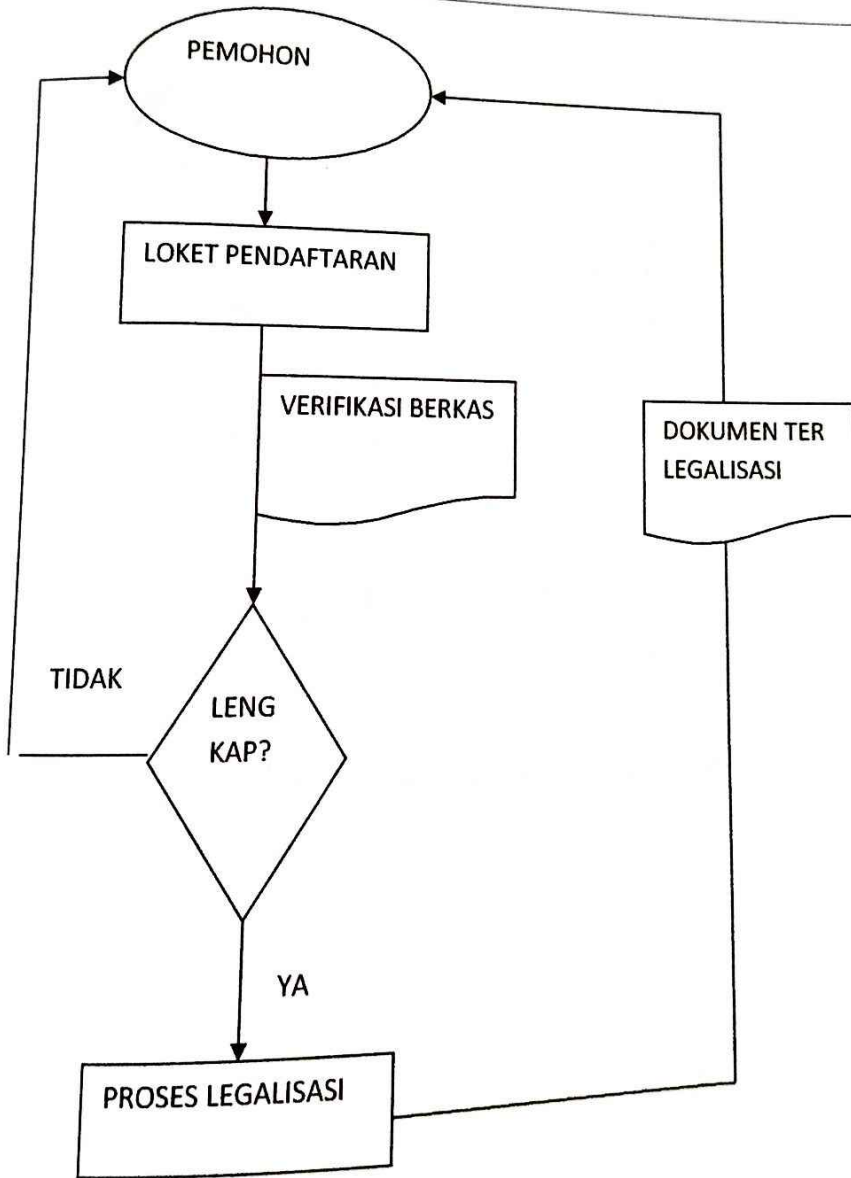 PEMOHON
LOKET PENDAFTARAN
VERIFIKASI BERKAS
DOKUMEN TER
LEGALISASI
TIDAK
LENG
KAP?
YA
PROSES LEGALISASI